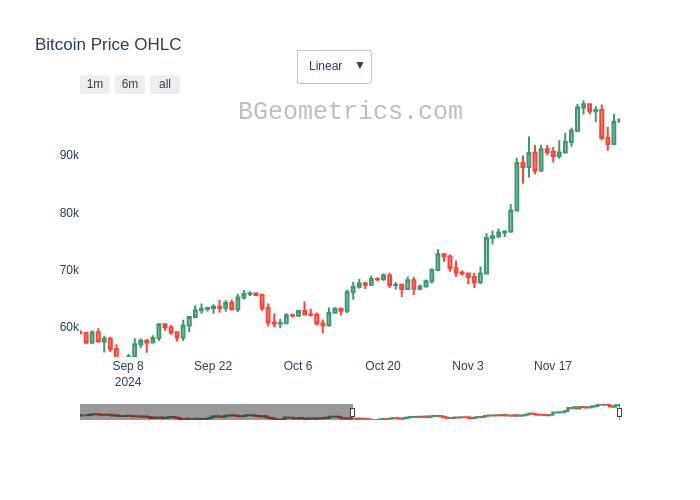 Bitcoin Price OHLC
Linear ▼
1m 6m all
BGeometrics.com
90k
80k
70k
60k
Sep 8 Sep 22 Oct 6 Oct 20 Nov 3 Nov 17
2024